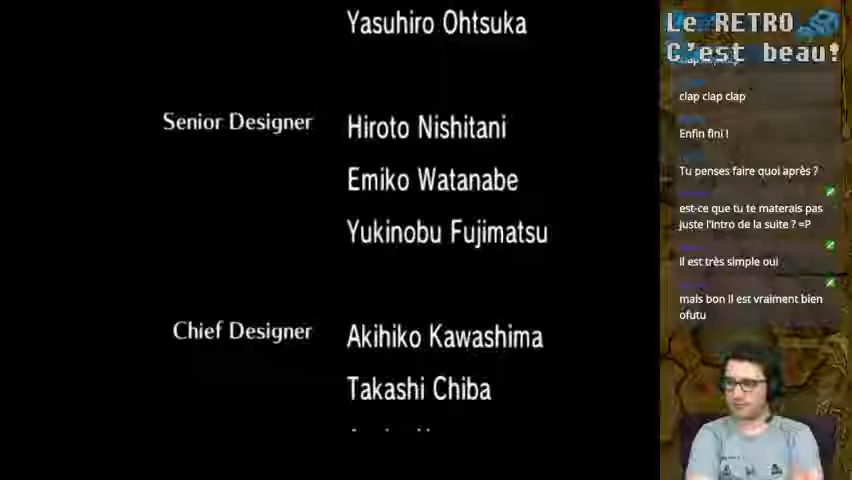 Yasuhiro Ohtsuka
Senior Designer
Hiroto Nishitani
Emiko Watanabe
Yukinobu Fujimatsu
Chief Designer
Akihiko Kawashima
Takashi Chiba
Le RETRO
C'est beau!
clap clap clap
Enfin fini !
Tu penses faire quoi après ?
est-ce que tu te materais pas
juste l'intro de la suite ? =P
il est très simple oui
mais bon il est vraiment bien
ofutu